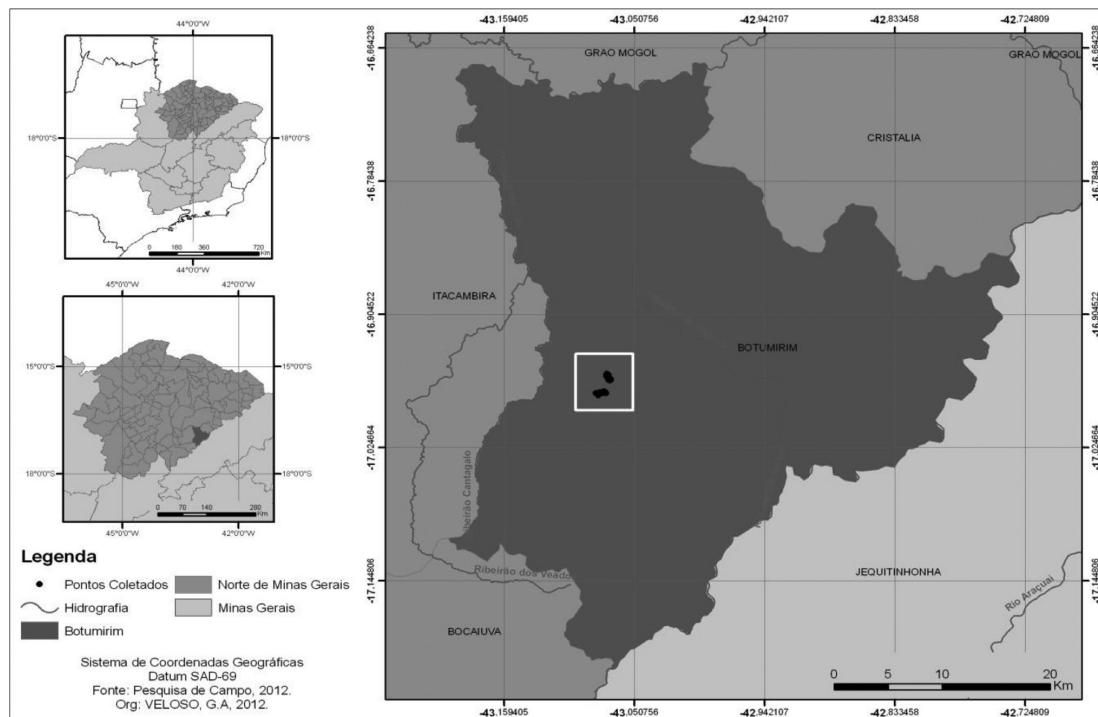 44°0'0"W
18°0'0"S
18°0'0"S
0 180 360 720
Km
44°0'0"W
45°0'0"W
42°0'0"W
15°0'0"S
15°0'0"S
18°0'0"S
18°0'0"S
0 70 140 280
Km
45°0'0"W
42°0'0"W
Legenda
Pontos Coletados
Norte de Minas Gerais
Hidrografia
Minas Gerais
Botumirim
Sistema de Coordenadas Geográficas
Datum SAD-69
Fonte: Pesquisa de Campo, 2012.
Org: VELOSO, G.A, 2012.
-43.159405 -43.050756 -42.942107 -42.833458 -42.724809
-16.664238
-16.664238
GRAO MOGOL
GRAO MOGOL
CRISTALIA
-16.78438
-16.78438
ITACAMBIRA
-16.904522
-16.904522
BOTUMIRIM
-17.024664
-17.024664
Ribeirão Cantagalo
Ribeirão dos Veado
JEQUITINHONHA
-17.144806
-17.144806
Rio Araçuai
BOCAIUVA
0 5 10 20
Km
-43.159405 -43.050756 -42.942107 -42.833458 -42.724809